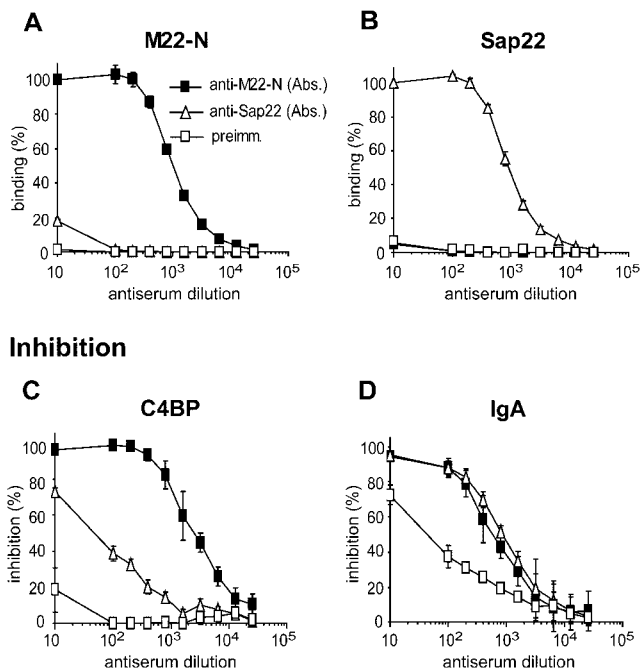 A
M22-N
binding (%)
100
80
60
40
20
0
anti-M22-N (Abs.)
anti-Sap22 (Abs.)
preimm.
10 10² 10³ 10⁴ 10⁵
antiserum dilution
B
Sap22
binding (%)
100
80
60
40
20
0
10 10² 10³ 10⁴ 10⁵
antiserum dilution
Inhibition
C
C4BP
inhibition (%)
100
80
60
40
20
0
10 10² 10³ 10⁴ 10⁵
antiserum dilution
D
IgA
inhibition (%)
100
80
60
40
20
0
10 10² 10³ 10⁴ 10⁵
antiserum dilution